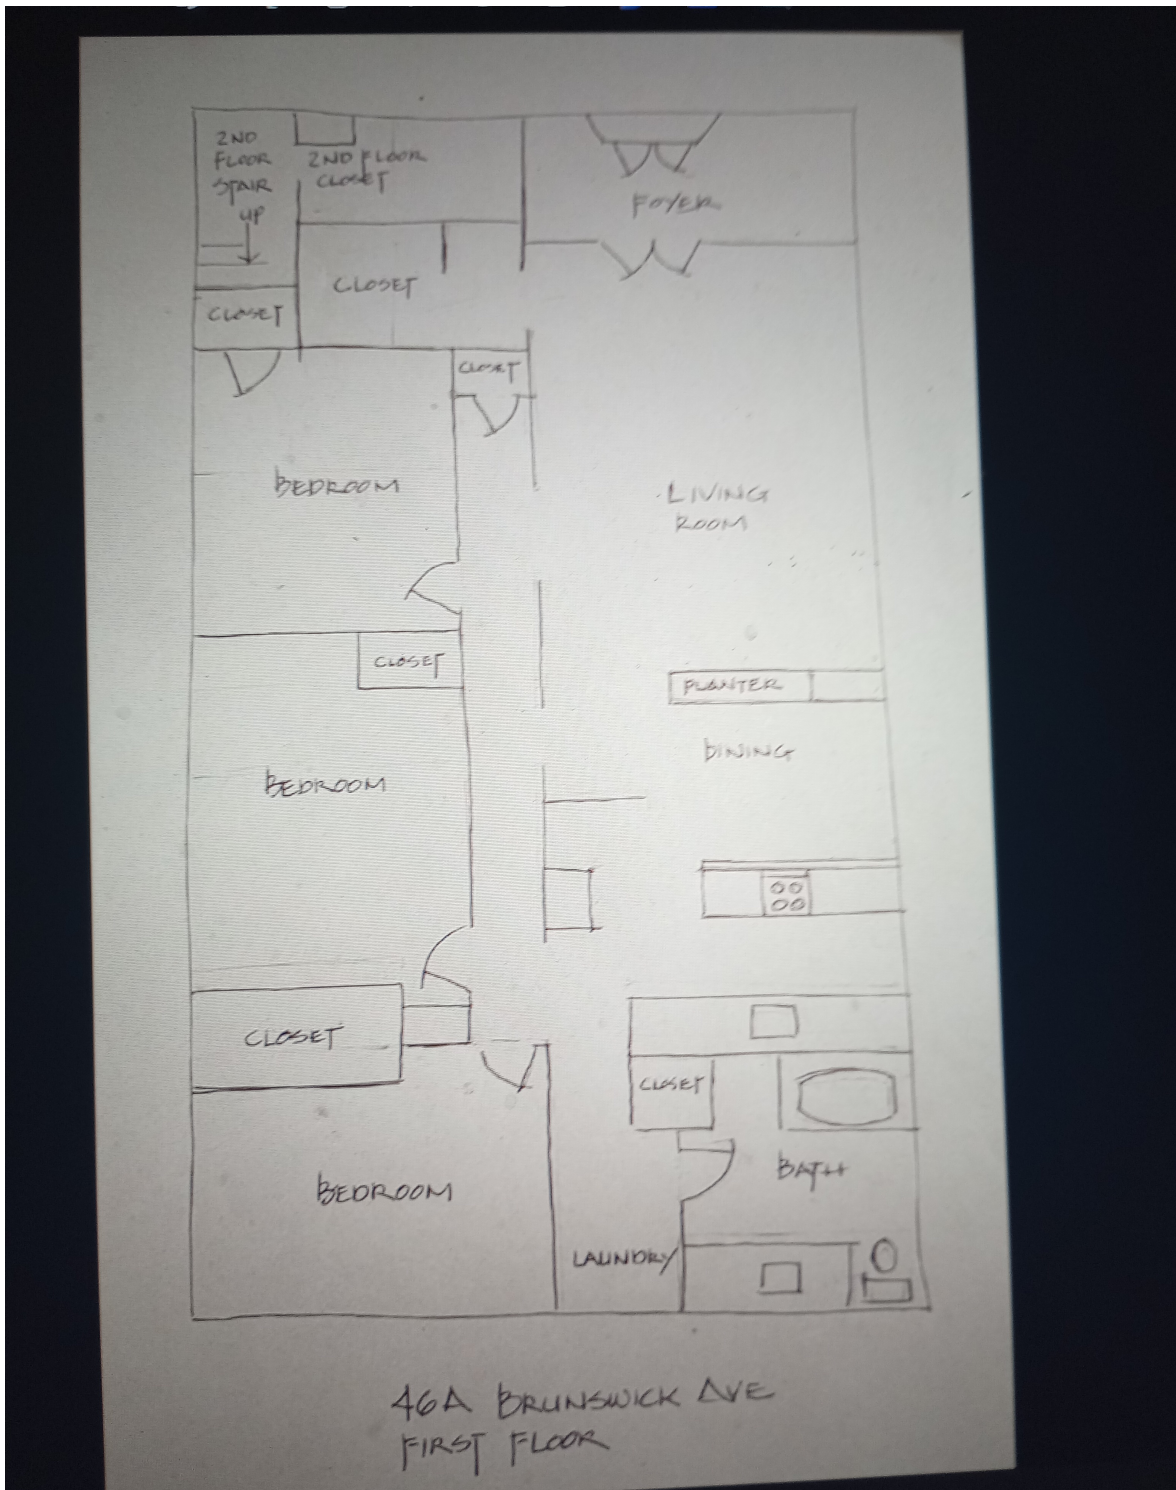 2ND
FLOOR
STAIR
UP
2ND FLOOR
CLOSET
FOYER
CLOSET
CLOSET
CLOSET
BEDROOM
LIVING
ROOM
CLOSET
PLANTER
DINING
BEDROOM
CLOSET
CLOSET
BATH
BEDROOM
LAUNDRY
46A BRUNSWICK AVE
FIRST FLOOR